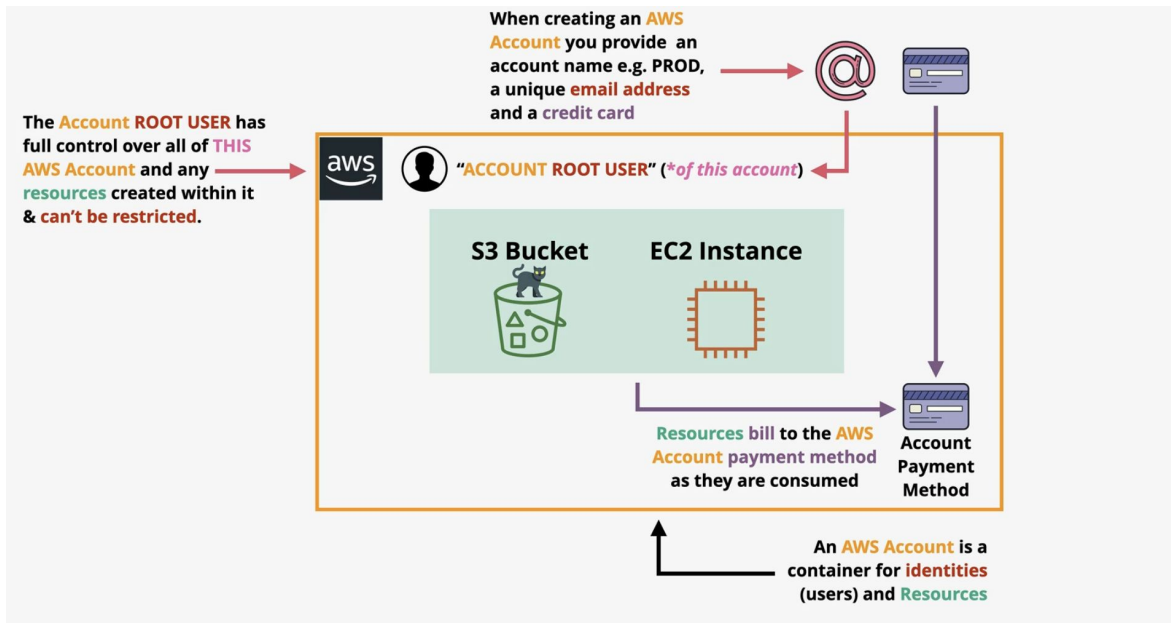 When creating an AWS
Account you provide an
account name e.g. PROD,
a unique email address
and a credit card
The Account ROOT USER has
full control over all of THIS
AWS Account and any
resources created within it
& can't be restricted.
aws
“ACCOUNT ROOT USER” (*of this account)
S3 Bucket
EC2 Instance
Resources bill to the AWS
Account payment method
as they are consumed
Account
Payment
Method
An AWS Account is a
container for identities
(users) and Resources